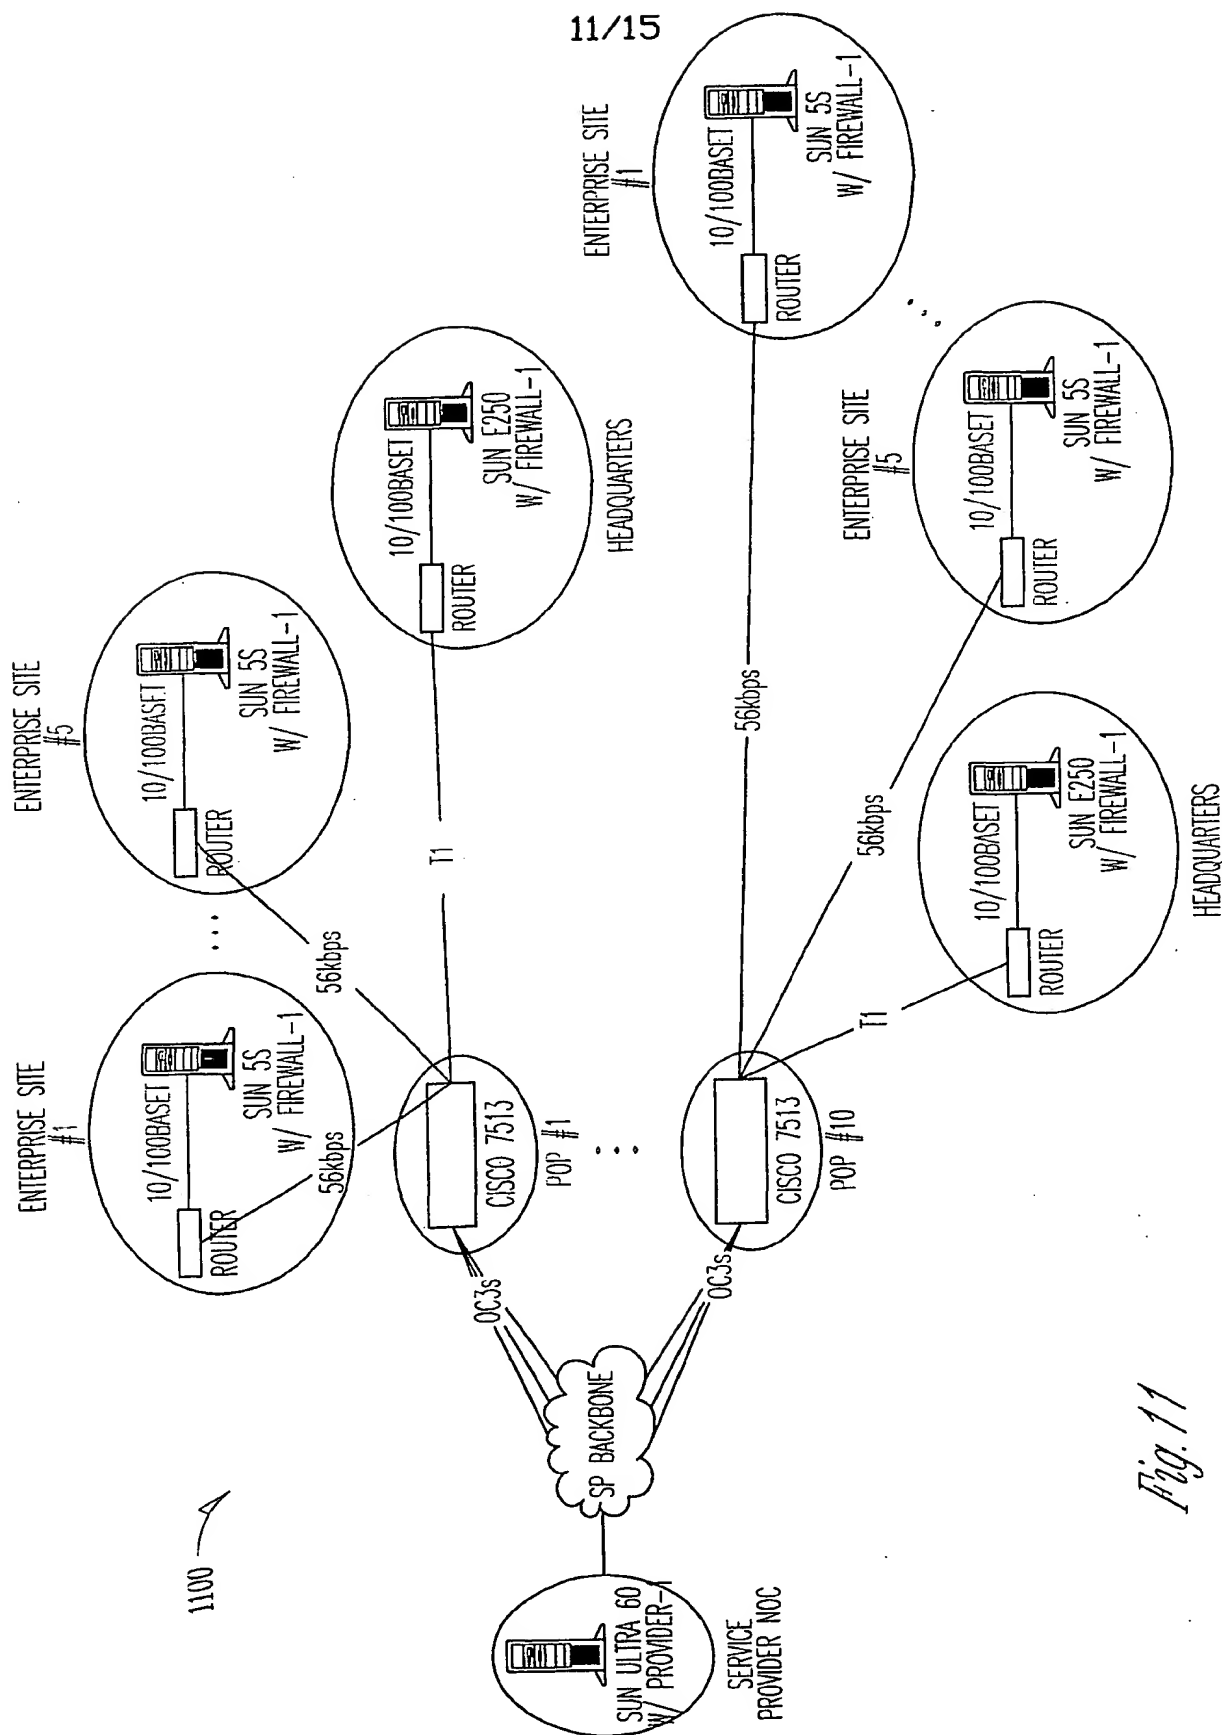 11/15
ENTERPRISE SITE
#1
10/100BASET
ROUTER
SUN 5S
W/ FIREWALL-1
56kbps
ENTERPRISE SITE
#5
10/100BASET
ROUTER
SUN 5S
W/ FIREWALL-1
56kbps
10/100BASET
ROUTER
SUN E250
W/ FIREWALL-1
HEADQUARTERS
T1
CISCO 7513
POP #1
OC3s
1100
SUN ULTRA 60
W/ PROVIDER-1
SERVICE
PROVIDER NOC
SP BACKBONE
OC3s
CISCO 7513
POP #10
56kbps
ENTERPRISE SITE
#1
10/100BASET
ROUTER
SUN 5S
W/ FIREWALL-1
56kbps
ENTERPRISE SITE
#5
10/100BASET
ROUTER
SUN 5S
W/ FIREWALL-1
T1
10/100BASET
ROUTER
SUN E250
W/ FIREWALL-1
HEADQUARTERS
Fig. 11